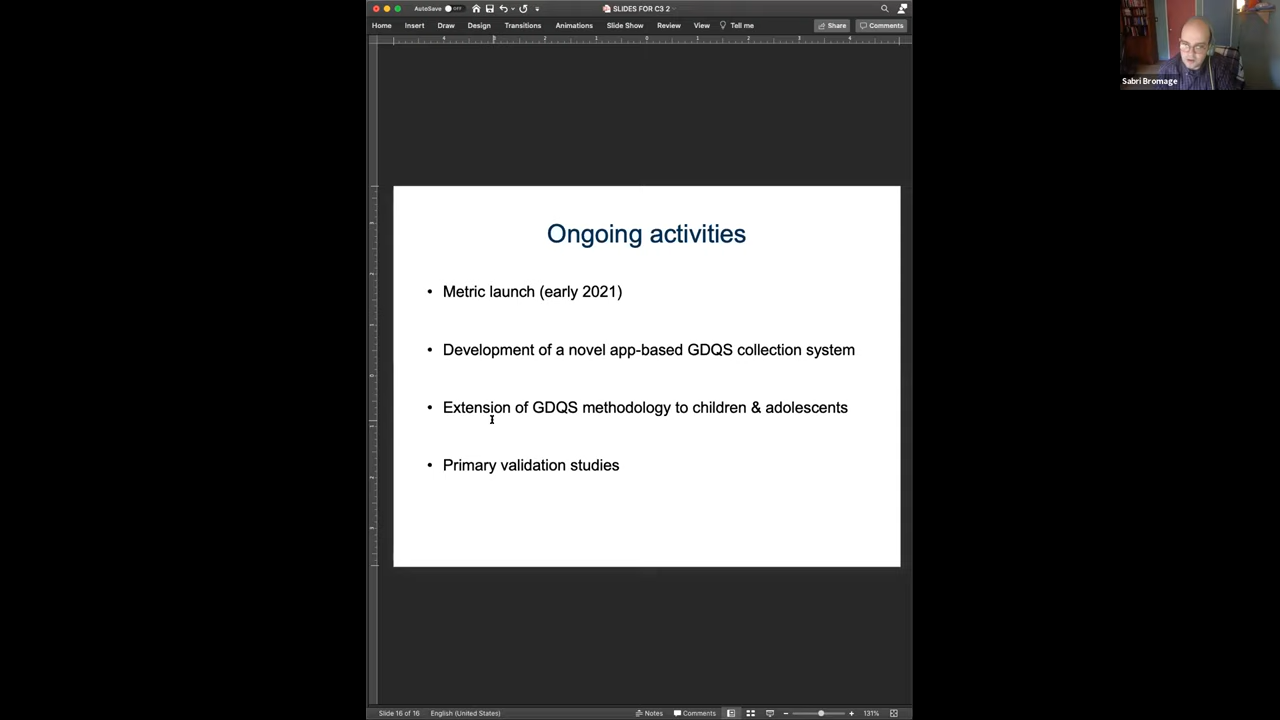 AutoSave OFF
SLIDES FOR C3 2
Home Insert Draw Design Transitions Animations Slide Show Review View Tell me Share Comments
Sabri Bromage
Ongoing activities
• Metric launch (early 2021)
• Development of a novel app-based GDQS collection system
• Extension of GDQS methodology to children & adolescents
• Primary validation studies
Slide 16 of 16 English (United States) Notes Comments 131%